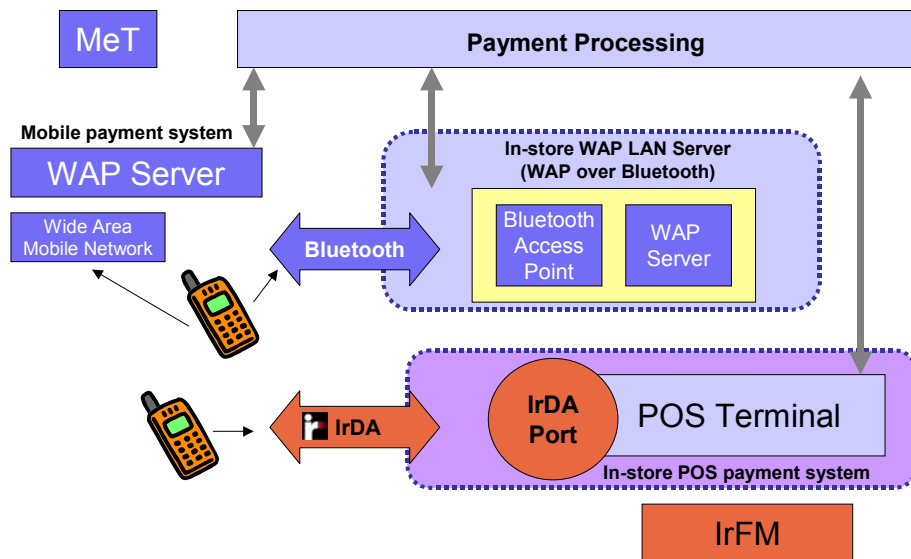 MeT
Payment Processing
Mobile payment system
WAP Server
Wide Area
Mobile Network
In-store WAP LAN Server
(WAP over Bluetooth)
Bluetooth
Bluetooth
Access
Point
WAP
Server
IrDA
IrDA
Port
POS Terminal
In-store POS payment system
IrFM